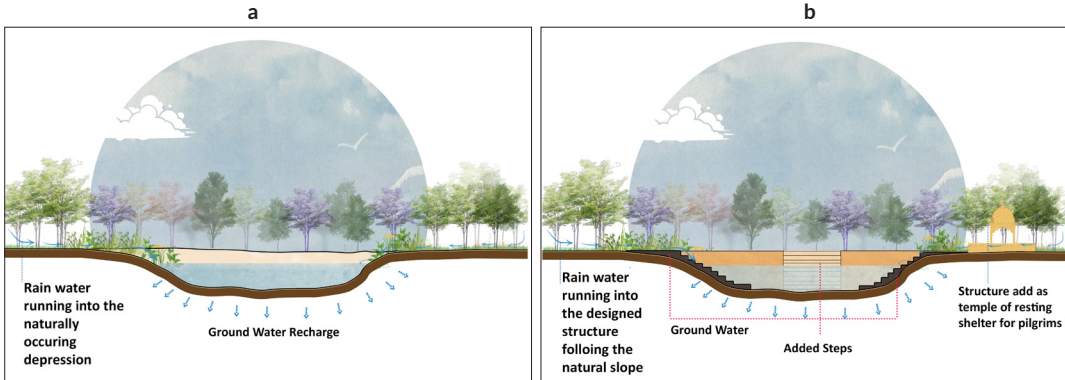 a
Rain water
running into the
naturally
occuring
depression
Ground Water Recharge
b
Rain water
running into
the designed
structure
folloing the
natural slope
Ground Water
Added Steps
Structure add as
temple of resting
shelter for pilgrims